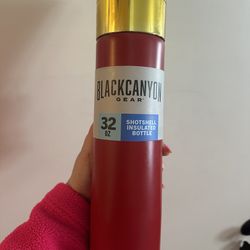 BLACKCANYON
GEAR
32
OZ
SHOTSHELL
INSULATED
BOTTLE